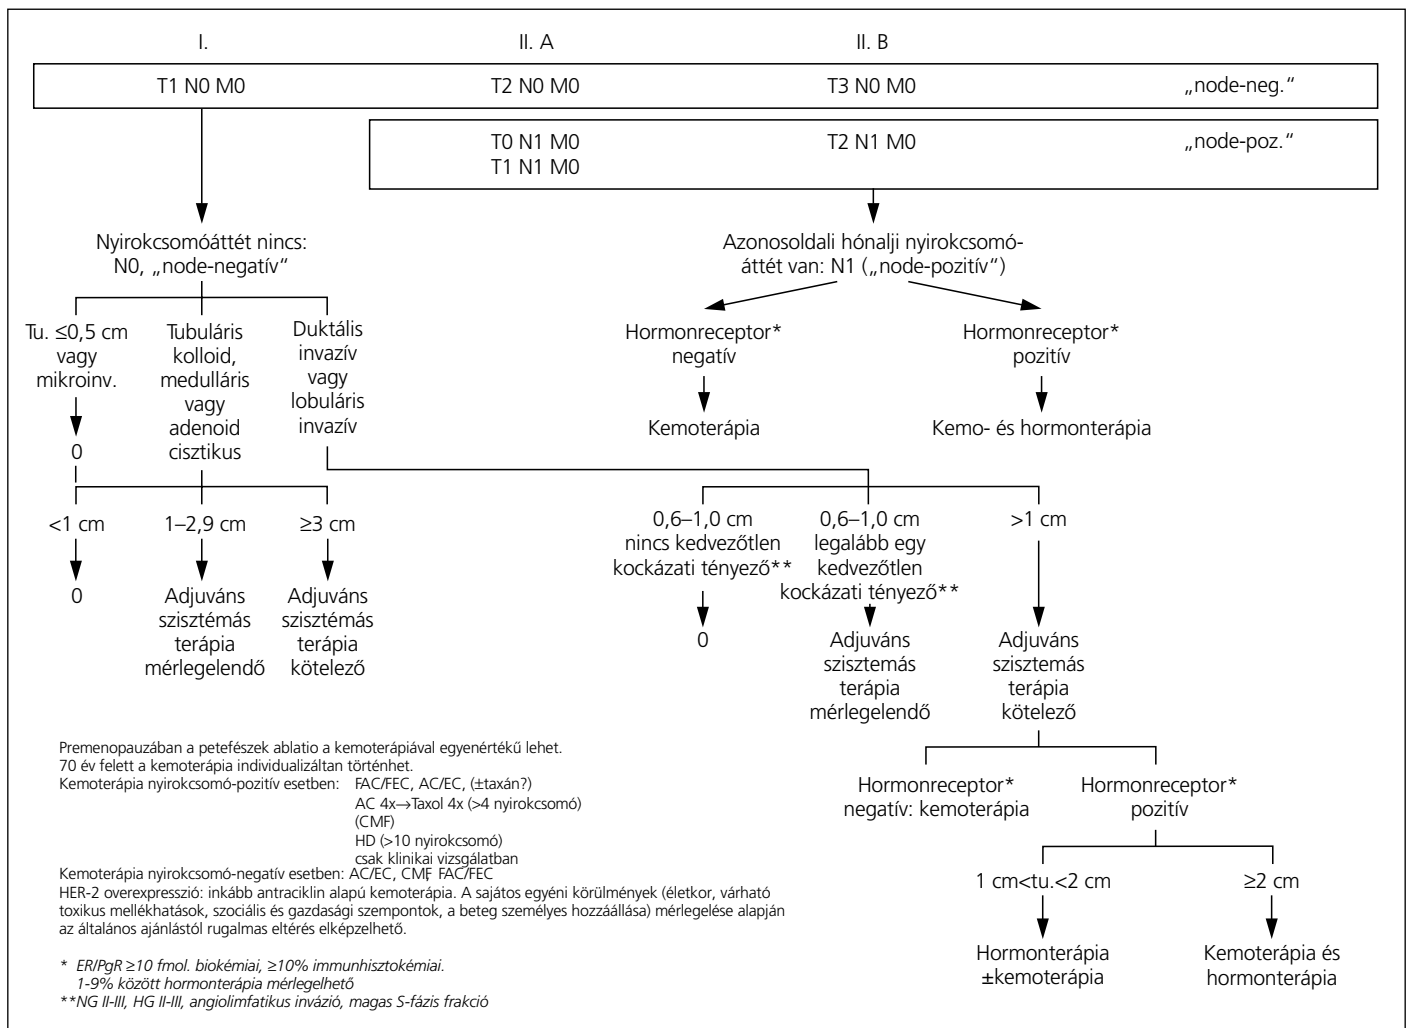 I.
II. A
II. B
T1 N0 M0
T2 N0 M0
T3 N0 M0
„node-neg.“
T0 N1 M0
T1 N1 M0
T2 N1 M0
„node-poz.“
Nyirokcsomóáttét nincs:
N0, „node-negatív“
Azonosoldali hónalji nyirokcsomó-
áttét van: N1 („node-pozitív“)
Tu. ≤0,5 cm
vagy
mikroinv.
0
Tubuláris
kolloid,
medulláris
vagy
adenoid
cisztikus
Duktális
invazív
vagy
lobuláris
invazív
Hormonreceptor*
negatív
Kemoterápia
Hormonreceptor*
pozitív
Kemo- és hormonterápia
<1 cm
0
1–2,9 cm
Adjuváns
szisztémás
terápia
mérlegelendő
≥3 cm
Adjuváns
szisztémás
terápia
kötelező
0,6–1,0 cm
nincs kedvezőtlen
kockázati tényező**
0
0,6–1,0 cm
legalább egy
kedvezőtlen
kockázati tényező**
Adjuváns
szisztemás
terápia
mérlegelendő
>1 cm
Adjuváns
szisztemás
terápia
kötelező
Hormonreceptor*
negatív: kemoterápia
Hormonreceptor*
pozitív
1 cm<tu.<2 cm
Hormonterápia
±kemoterápia
≥2 cm
Kemoterápia és
hormonterápia
Premenopauzában a petefészek ablatio a kemoterápiával egyenértékű lehet.
70 év felett a kemoterápia individualizáltan történhet.
Kemoterápia nyirokcsomó-pozitív esetben: FAC/FEC, AC/EC, (±taxán?)
AC 4x→Taxol 4x (>4 nyirokcsomó)
(CMF)
HD (>10 nyirokcsomó)
csak klinikai vizsgálatban
Kemoterápia nyirokcsomó-negatív esetben: AC/EC, CMF, FAC/FEC
HER-2 overexpresszió: inkább antraciklin alapú kemoterápia. A sajátos egyéni körülmények (életkor, várható
toxikus mellékhatások, szociális és gazdasági szempontok, a beteg személyes hozzáállása) mérlegelése alapján
az általános ajánlástól rugalmas eltérés elképzelhető.
* ER/PgR ≥10 fmol. biokémiai, ≥10% immunhisztokémiai.
1-9% között hormonterápia mérlegelhető
**NG II-III, HG II-III, angiolimfatikus invázió, magas S-fázis frakció